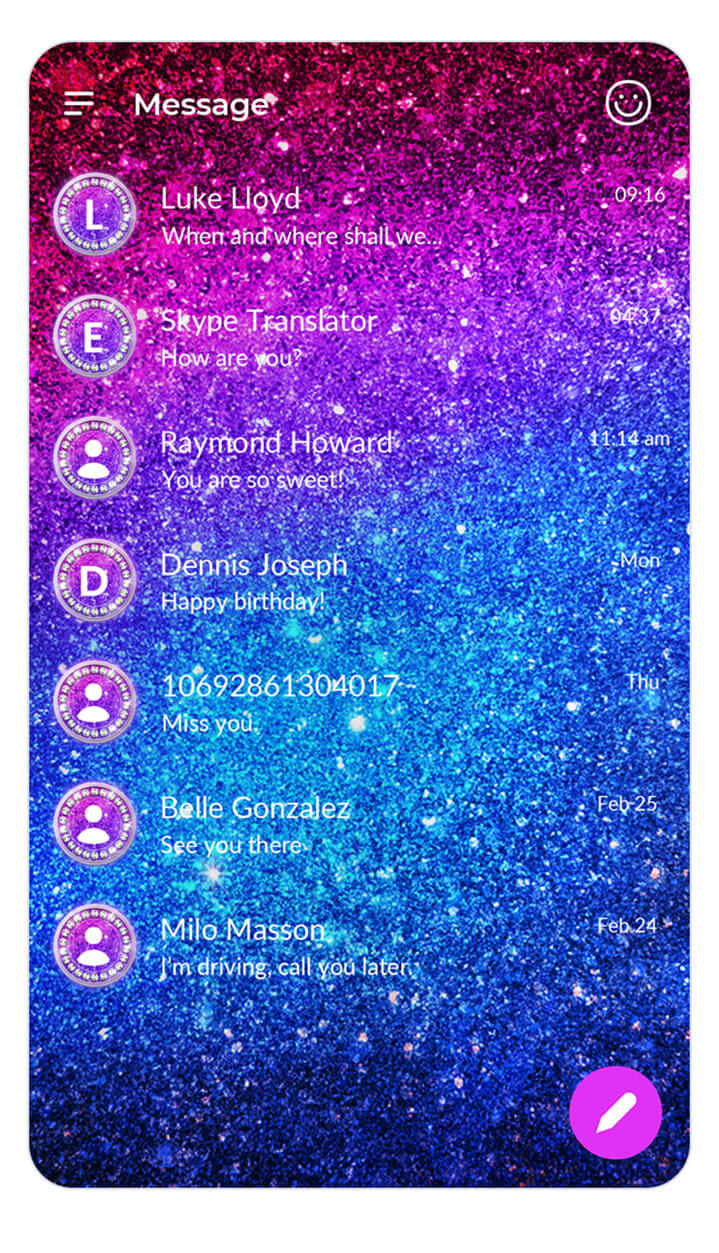 Message
L
Luke Lloyd
09:16
When and where shall we...
E
Skype Translator
04:37
How are you?
Raymond Howard
11:14 am
You are so sweet!
D
Dennis Joseph
Mon
Happy birthday!
10692861304017
Thu
Miss you.
Belle Gonzalez
Feb 25
See you there
Milo Masson
Feb 24
I'm driving, call you later.